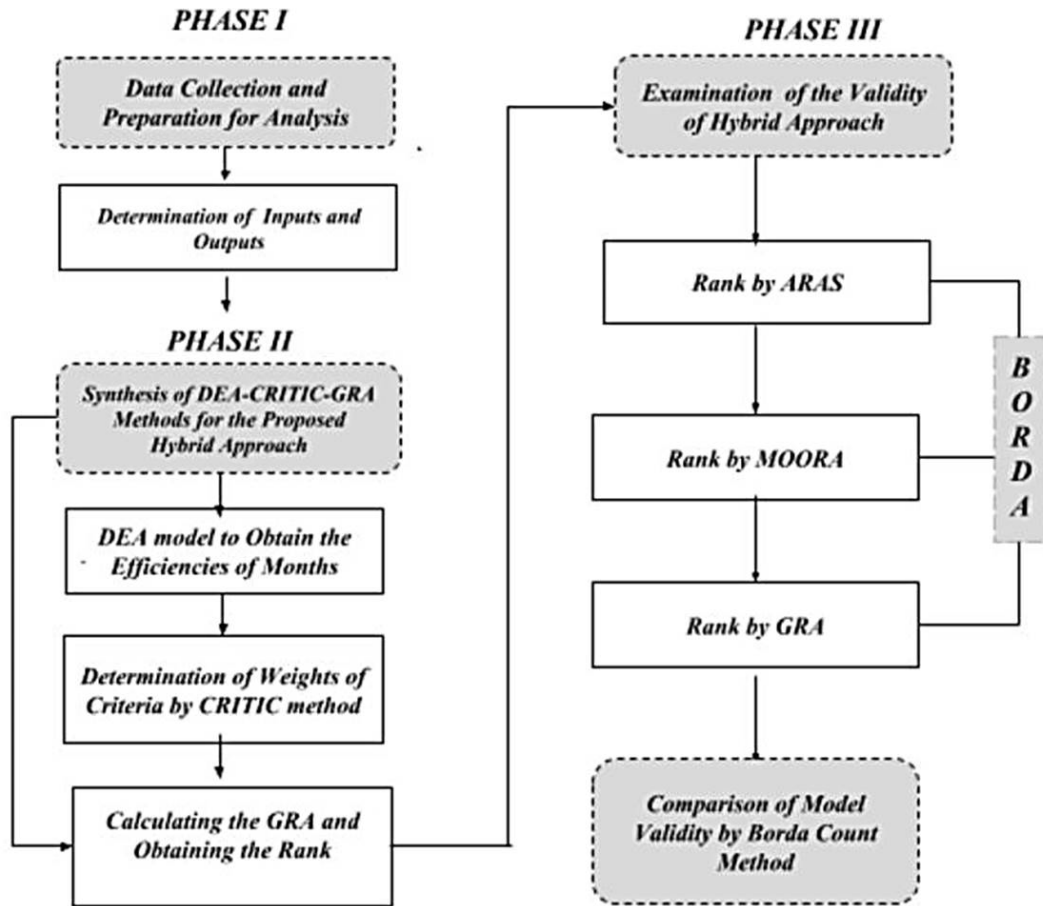 PHASE I
Data Collection and
Preparation for Analysis
Determination of Inputs and
Outputs
PHASE II
Synthesis of DEA-CRITIC-GRA
Methods for the Proposed
Hybrid Approach
DEA model to Obtain the
Efficiencies of Months
Determination of Weights of
Criteria by CRITIC method
Calculating the GRA and
Obtaining the Rank
PHASE III
Examination of the Validity
of Hybrid Approach
Rank by ARAS
Rank by MOORA
Rank by GRA
B
O
R
D
A
Comparison of Model
Validity by Borda Count
Method